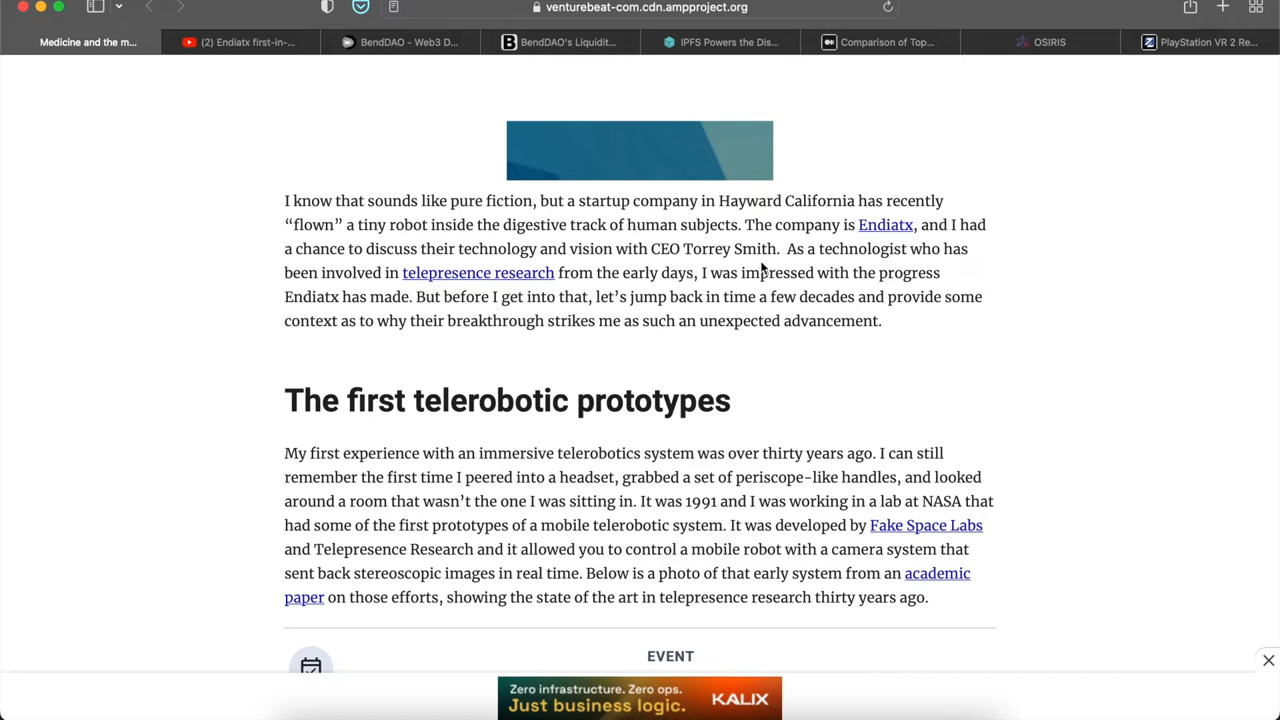 venturebeat-com.cdn.ampproject.org
Medicine and the m...
(2) Endiatx first-in-...
BendDAO - Web3 D...
BendDAO's Liquidit...
IPFS Powers the Dis...
Comparison of Top...
OSIRIS
PlayStation VR 2 Re...
I know that sounds like pure fiction, but a startup company in Hayward California has recently
“flown” a tiny robot inside the digestive track of human subjects. The company is Endiatx, and I had
a chance to discuss their technology and vision with CEO Torrey Smith.  As a technologist who has
been involved in telepresence research from the early days, I was impressed with the progress
Endiatx has made. But before I get into that, let’s jump back in time a few decades and provide some
context as to why their breakthrough strikes me as such an unexpected advancement.
The first telerobotic prototypes
My first experience with an immersive telerobotics system was over thirty years ago. I can still
remember the first time I peered into a headset, grabbed a set of periscope-like handles, and looked
around a room that wasn’t the one I was sitting in. It was 1991 and I was working in a lab at NASA that
had some of the first prototypes of a mobile telerobotic system. It was developed by Fake Space Labs
and Telepresence Research and it allowed you to control a mobile robot with a camera system that
sent back stereoscopic images in real time. Below is a photo of that early system from an academic
paper on those efforts, showing the state of the art in telepresence research thirty years ago.
EVENT
Zero infrastructure. Zero ops.
Just business logic.
KALIX